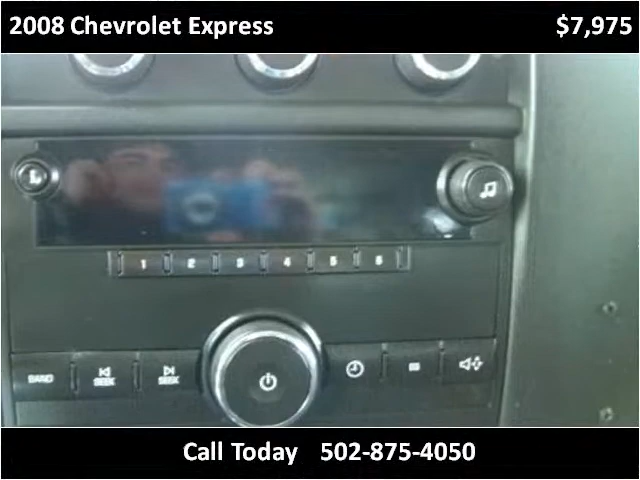 2008 Chevrolet Express $7,975
1 2 3 4 5 6
BAND SEEK SEEK
Call Today 502-875-4050